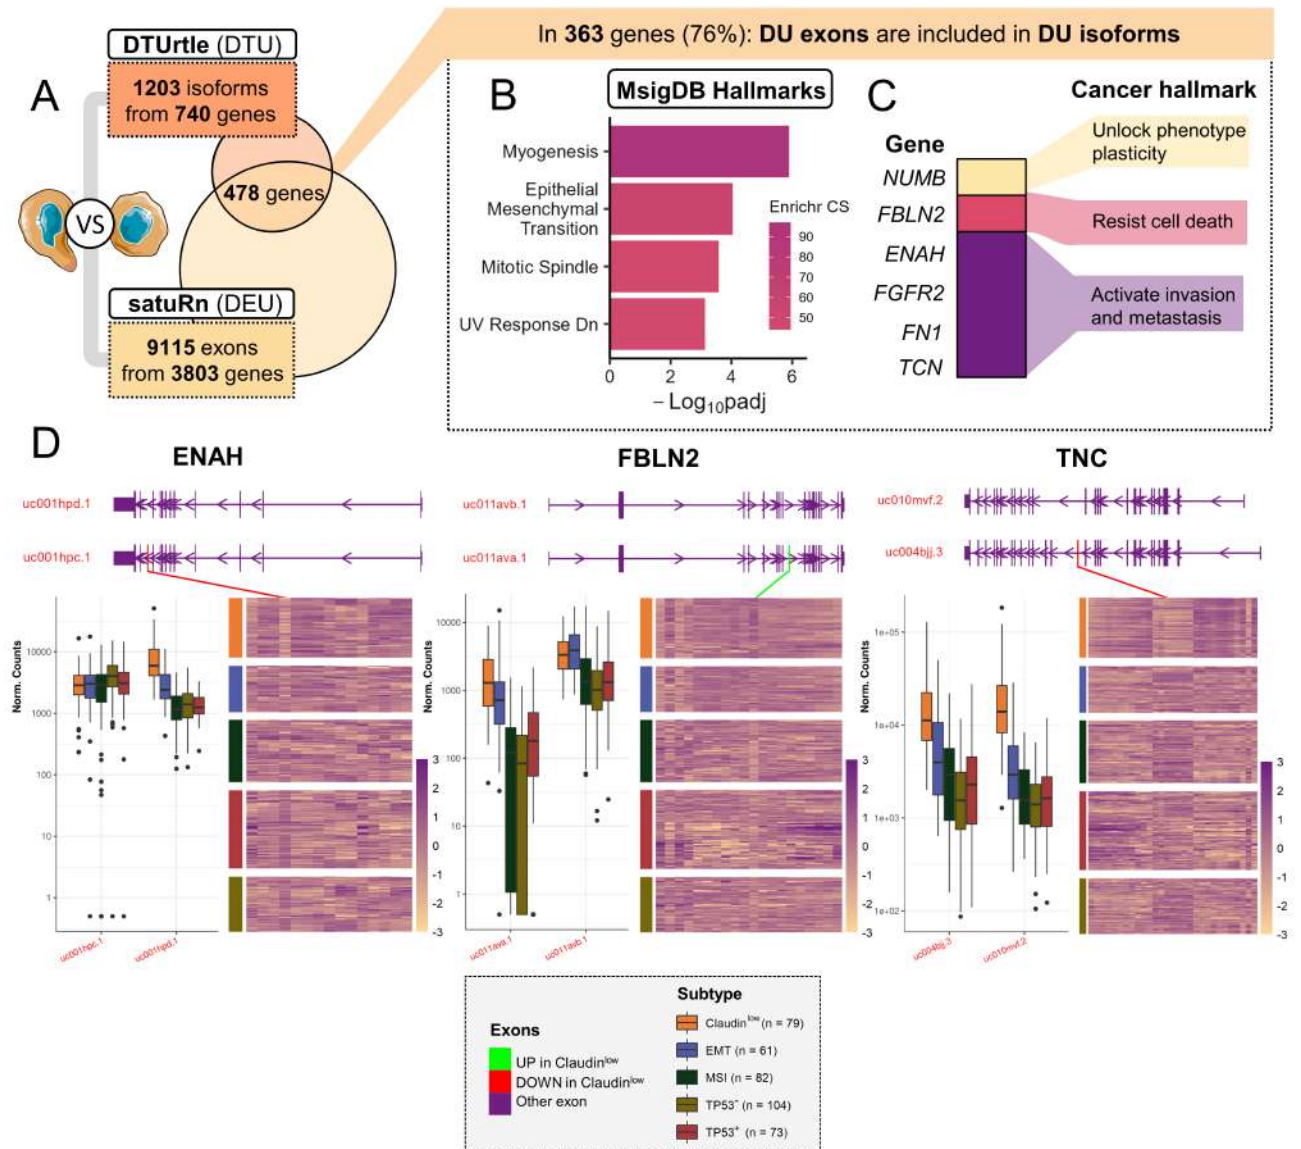 In 363 genes (76%): DU exons are included in DU isoforms
A
DTUrtle (DTU)
1203 isoforms
from 740 genes
478 genes
VS
satuRn (DEU)
9115 exons
from 3803 genes
B
MsigDB Hallmarks
Myogenesis
Epithelial
Mesenchymal
Transition
Mitotic Spindle
UV Response Dn
0 2 4 6
– Log10padj
Enrichr CS
90
80
70
60
50
C
Cancer hallmark
Gene
NUMB
FBLN2
ENAH
FGFR2
FN1
TCN
Unlock phenotype
plasticity
Resist cell death
Activate invasion
and metastasis
D
ENAH
uc001hpd.1
uc001hpc.1
Norm. Counts
10000
1000
100
10
1
uc001hpc.1 uc001hpd.1
3
2
1
0
-1
-2
-3
FBLN2
uc011avb.1
uc011ava.1
Norm. Counts
10000
1000
100
10
1
uc011ava.1 uc011avb.1
3
2
1
0
-1
-2
-3
TNC
uc010mvf.2
uc004bjj.3
Norm. Counts
1e+05
1e+04
1e+03
1e+02
uc004bjj.3 uc010mvf.2
3
2
1
0
-1
-2
-3
Exons
UP in Claudinlow
DOWN in Claudinlow
Other exon
Subtype
Claudinlow (n = 79)
EMT (n = 61)
MSI (n = 82)
TP53- (n = 104)
TP53+ (n = 73)